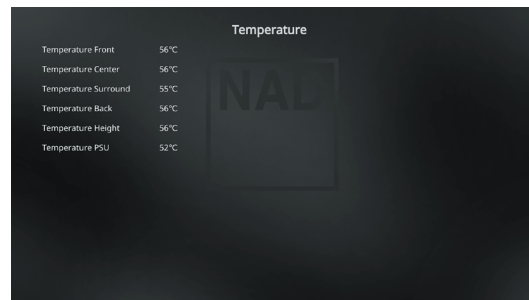 Temperature
Temperature Front 56°C
Temperature Center 56°C
Temperature Surround 55°C
Temperature Back 56°C
Temperature Height 56°C
Temperature PSU 52°C
NAD